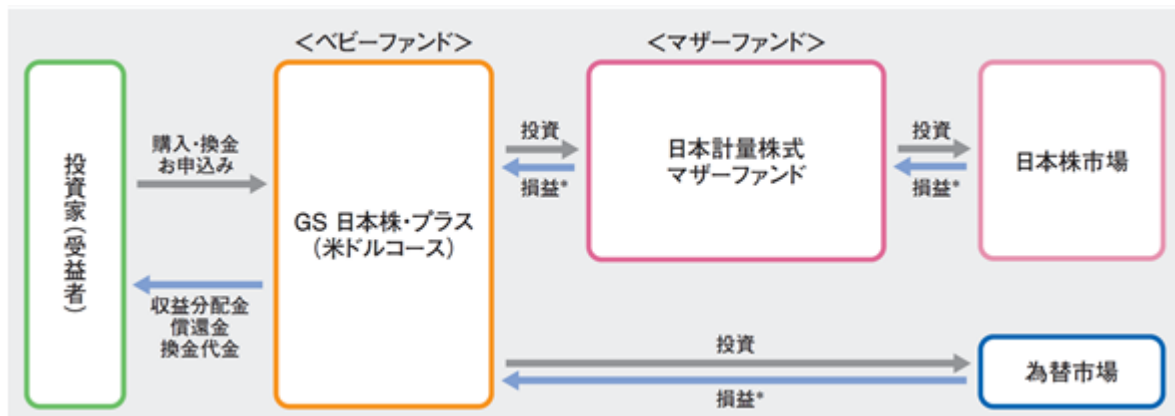 <ベビーファンド>
<マザーファンド>
投資家(受益者)
購入・換金
お申込み
収益分配金
償還金
換金代金
GS 日本株・プラス
(米ドルコース)
投資
損益*
日本計量株式
マザーファンド
投資
損益*
日本株市場
投資
損益*
為替市場